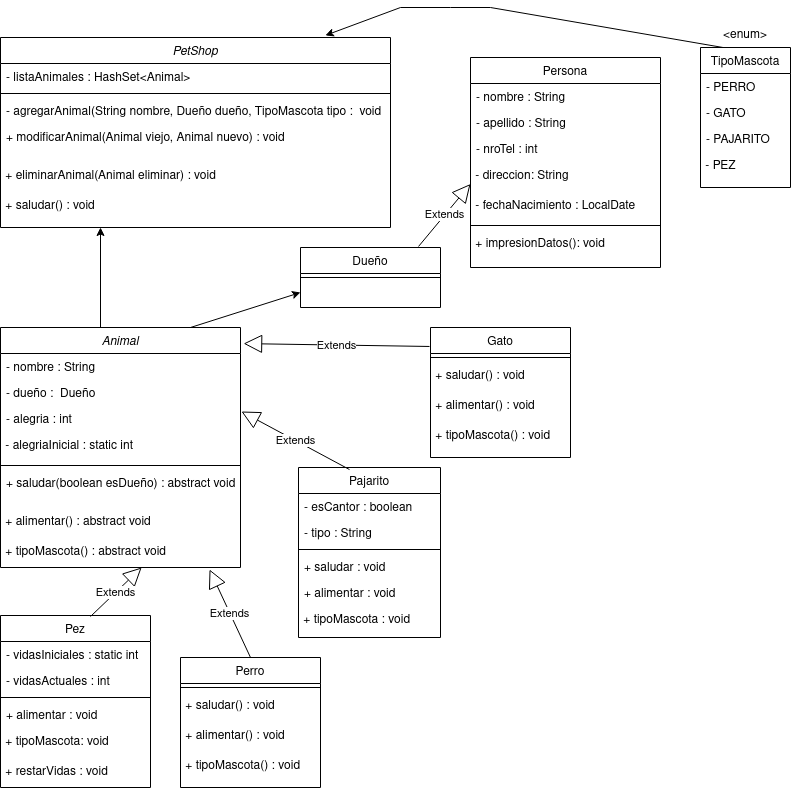 PetShop
- listaAnimales : HashSet<Animal>
- agregarAnimal(String nombre, Dueño dueño, TipoMascota tipo :  void
+ modificarAnimal(Animal viejo, Animal nuevo) : void
+ eliminarAnimal(Animal eliminar) : void
+ saludar() : void
<enum>
TipoMascota
- PERRO
- GATO
- PAJARITO
- PEZ
Persona
- nombre : String
- apellido : String
- nroTel : int
- direccion: String
- fechaNacimiento : LocalDate
+ impresionDatos(): void
Extends
Dueño
Animal
- nombre : String
- dueño :  Dueño
- alegria : int
- alegriaInicial : static int
+ saludar(boolean esDueño) : abstract void
+ alimentar() : abstract void
+ tipoMascota() : abstract void
Extends
Gato
+ saludar() : void
+ alimentar() : void
+ tipoMascota() : void
Extends
Pajarito
- esCantor : boolean
- tipo : String
+ saludar : void
+ alimentar : void
+ tipoMascota : void
Extends
Pez
- vidasIniciales : static int
- vidasActuales : int
+ alimentar : void
+ tipoMascota: void
+ restarVidas : void
Extends
Perro
+ saludar() : void
+ alimentar() : void
+ tipoMascota() : void